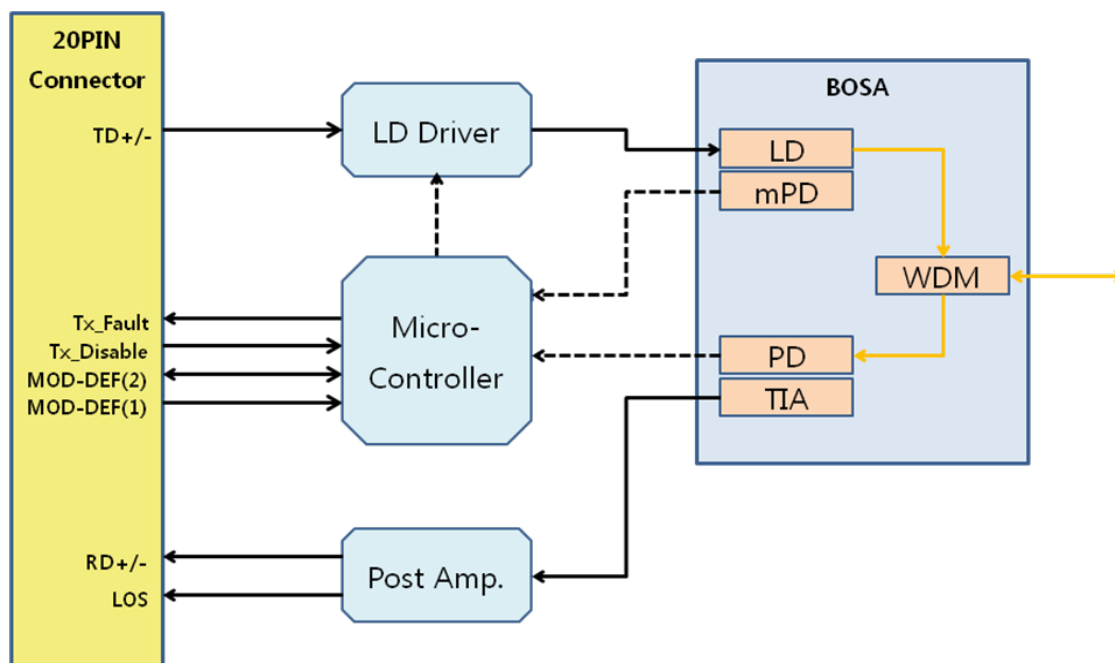 20PIN
Connector
TD+/-
Tx_Fault
Tx_Disable
MOD-DEF(2)
MOD-DEF(1)
RD+/-
LOS
LD Driver
Micro-
Controller
Post Amp.
BOSA
LD
mPD
WDM
PD
TIA